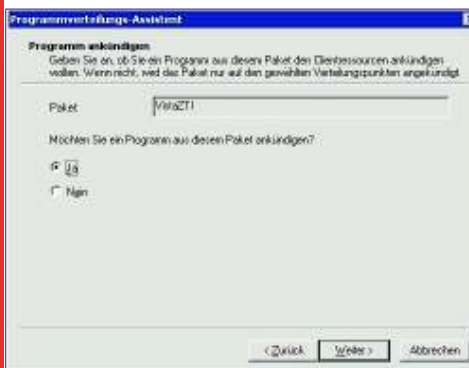 Programmverteilungs-Assistent
Programm ankündigen
Geben Sie an, ob Sie ein Programm aus diesem Paket den Clientressourcen ankündigen
wollen. Wenn nicht, wird das Paket nur auf den gewählten Verteilungspunkten angekündigt.
Paket:
VistaZTI
Möchten Sie ein Programm aus diesem Paket ankündigen?
Ja
Nein
< Zurück
Weiter >
Abbrechen